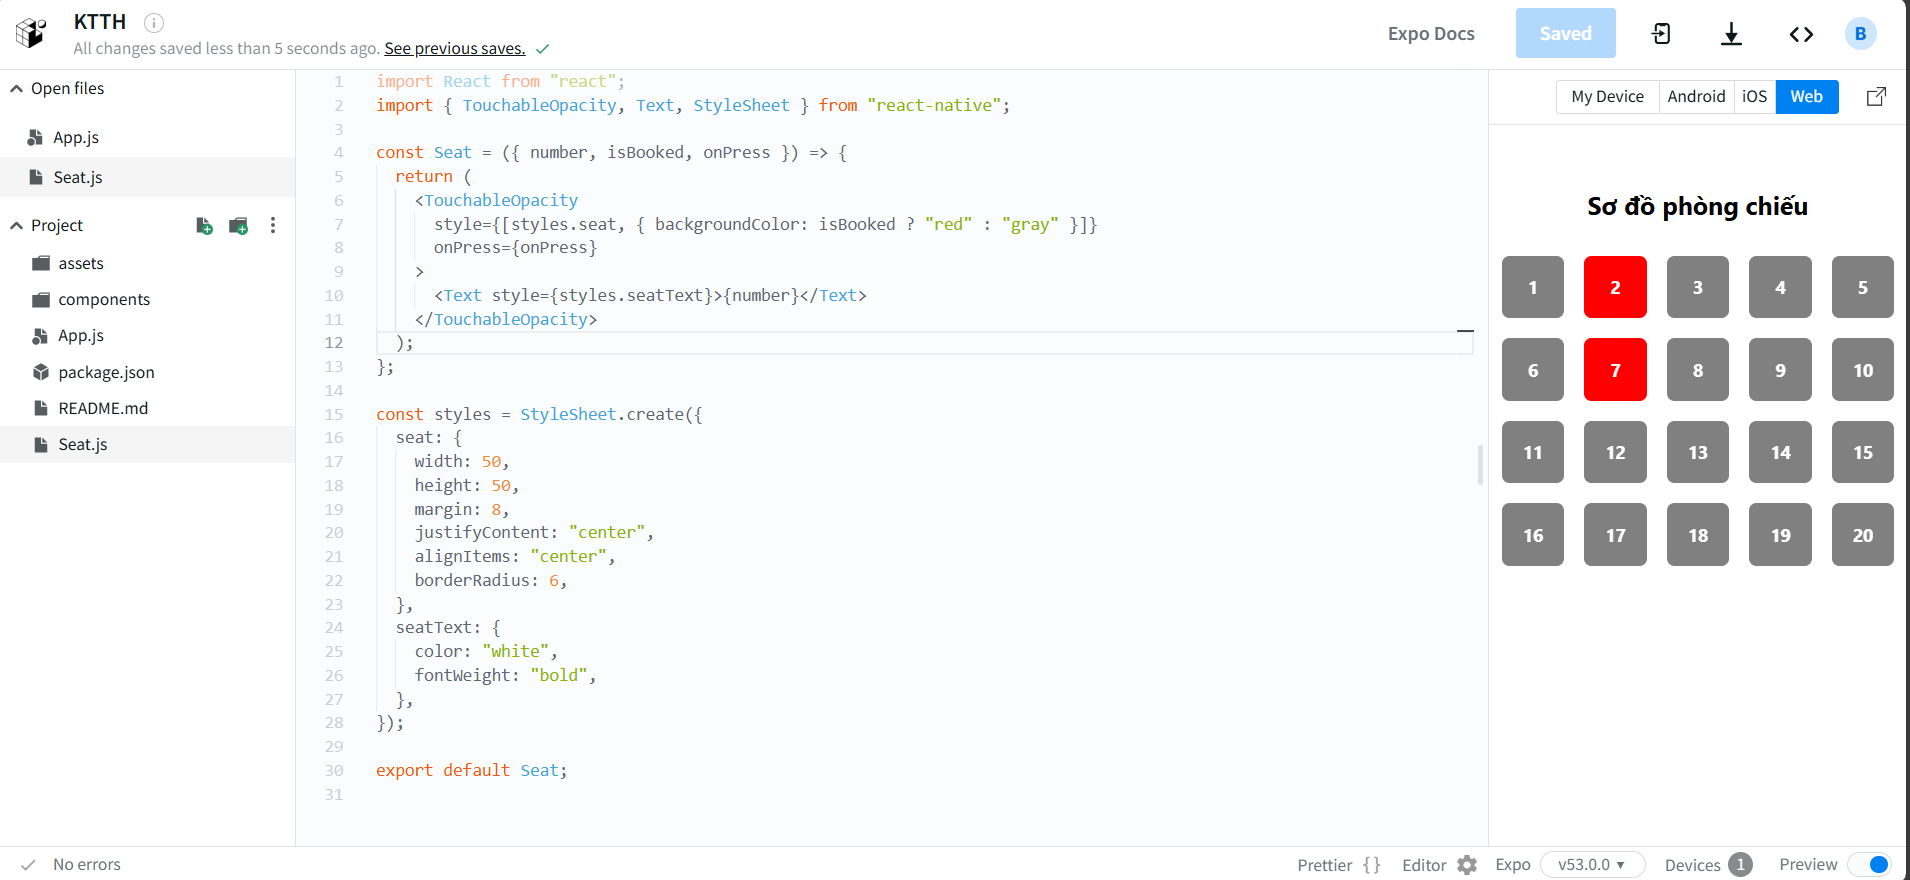 KTTH
All changes saved less than 5 seconds ago. See previous saves.
Expo Docs
Saved
B
Open files
App.js
Seat.js
Project
assets
components
App.js
package.json
README.md
Seat.js
1 import React from "react";
2 import { TouchableOpacity, Text, StyleSheet } from "react-native";
3
4 const Seat = ({ number, isBooked, onPress }) => {
5 return (
6 <TouchableOpacity
7 style={[styles.seat, { backgroundColor: isBooked ? "red" : "gray" }]}
8 onPress={onPress}
9 >
10 <Text style={styles.seatText}>{number}</Text>
11 </TouchableOpacity>
12 );
13 };
14
15 const styles = StyleSheet.create({
16 seat: {
17 width: 50,
18 height: 50,
19 margin: 8,
20 justifyContent: "center",
21 alignItems: "center",
22 borderRadius: 6,
23 },
24 seatText: {
25 color: "white",
26 fontWeight: "bold",
27 },
28 });
29
30 export default Seat;
31
My Device Android iOS Web
Sơ đồ phòng chiếu
1 2 3 4 5
6 7 8 9 10
11 12 13 14 15
16 17 18 19 20
No errors
Prettier {} Editor Expo v53.0.0 Devices 1 Preview